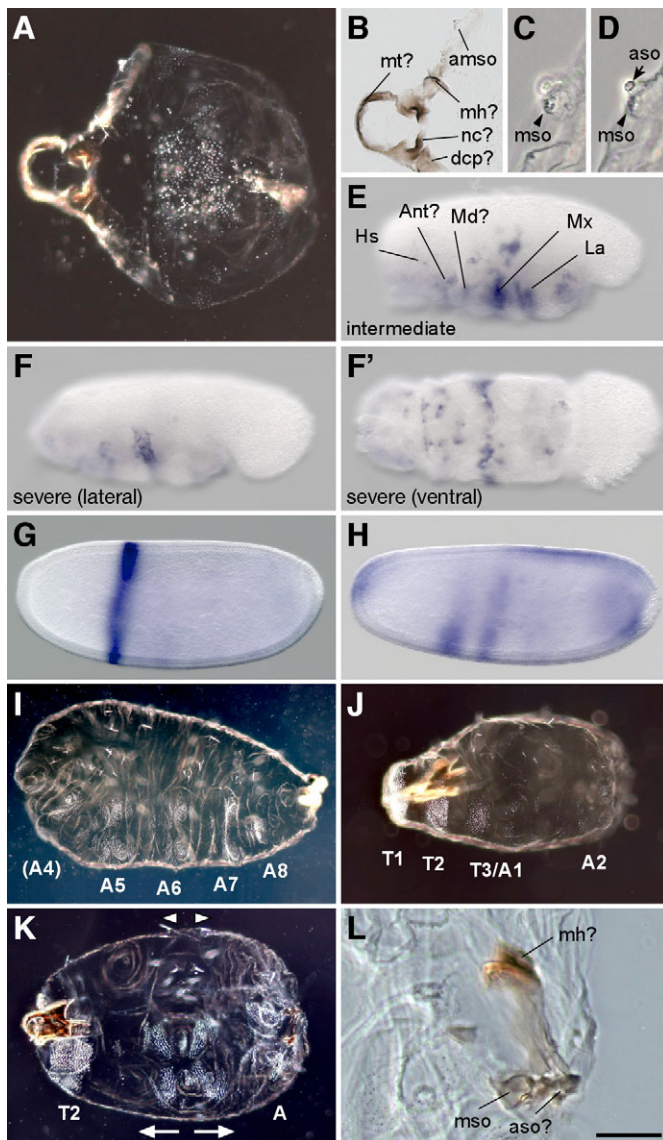 A
B
mt?
amso
mh?
nc?
dcp?
C
mso
D
aso
mso
E
Hs
Ant?
Md?
Mx
La
intermediate
F
severe (lateral)
F'
severe (ventral)
G
H
I
(A4)
A5
A6
A7
A8
J
T1
T2
T3/A1
A2
K
T2
A
L
mh?
mso
aso?